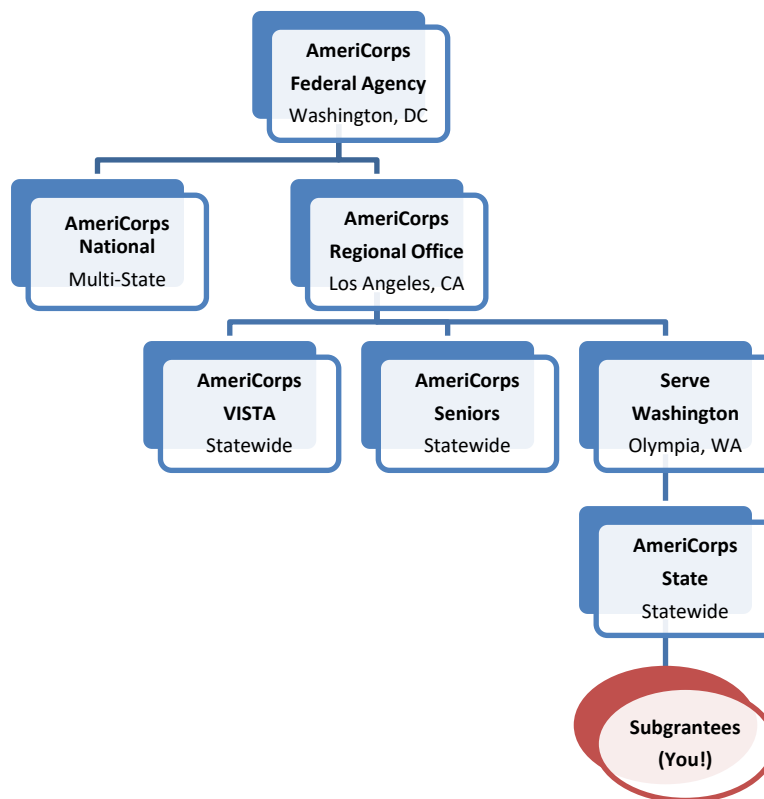 AmeriCorps
Federal Agency
Washington, DC
AmeriCorps
National
Multi-State
AmeriCorps
Regional Office
Los Angeles, CA
AmeriCorps
VISTA
Statewide
AmeriCorps
Seniors
Statewide
Serve
Washington
Olympia, WA
AmeriCorps
State
Statewide
Subgrantees
(You!)